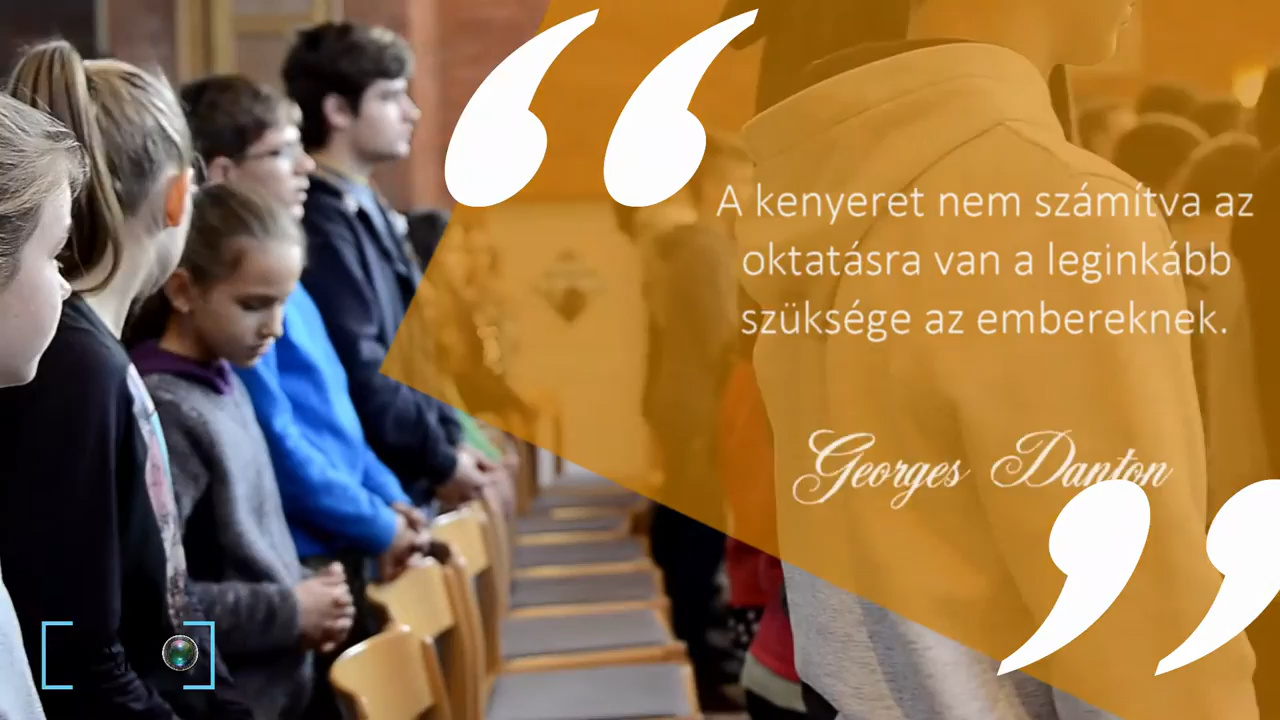 A kenyeret nem számítva az
oktatásra van a leginkább
szüksége az embereknek.
Georges Danton